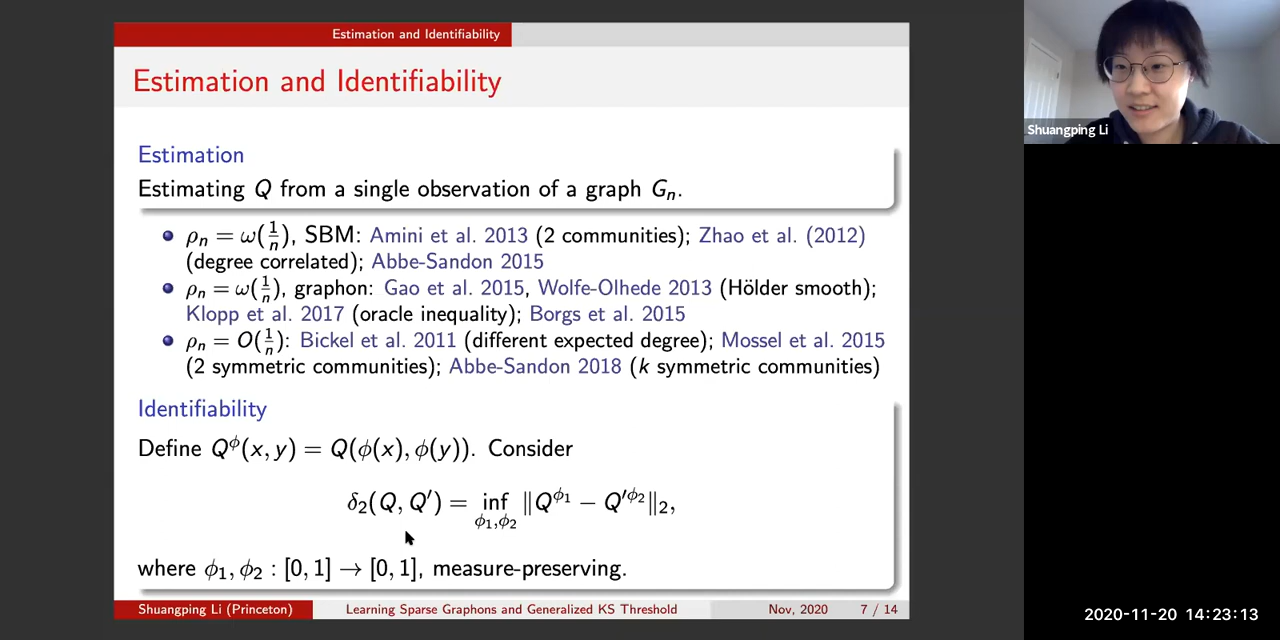 Estimation and Identifiability
Estimation and Identifiability
Estimation
Estimating Q from a single observation of a graph Gₙ.
ρₙ = ω(1/n), SBM: Amini et al. 2013 (2 communities); Zhao et al. (2012)
(degree correlated); Abbe-Sandon 2015
ρₙ = ω(1/n), graphon: Gao et al. 2015, Wolfe-Olhede 2013 (Hölder smooth);
Klopp et al. 2017 (oracle inequality); Borgs et al. 2015
ρₙ = O(1/n): Bickel et al. 2011 (different expected degree); Mossel et al. 2015
(2 symmetric communities); Abbe-Sandon 2018 (k symmetric communities)
Identifiability
Define Q^ϕ(x, y) = Q(ϕ(x), ϕ(y)). Consider
δ₂(Q, Q′) = inf_{ϕ₁,ϕ₂} ‖Q^{ϕ₁} − Q′^{ϕ₂}‖₂,
where ϕ₁, ϕ₂ : [0, 1] → [0, 1], measure-preserving.
Shuangping Li (Princeton) Learning Sparse Graphons and Generalized KS Threshold Nov, 2020 7 / 14
Shuangping Li
2020-11-20 14:23:13